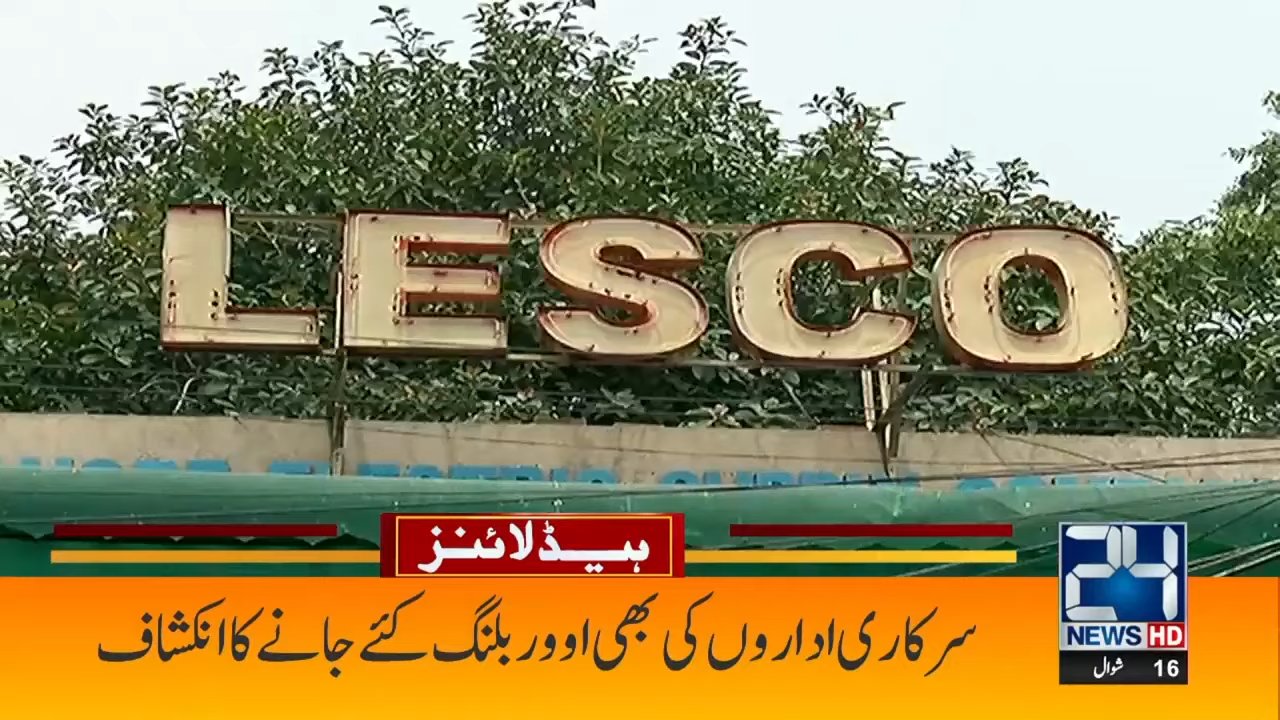 LESCO
ہیڈلائنز
سرکاری اداروں کی بھی اوور بلنگ کئے جانے کا انکشاف
24
NEWS HD
16 شوال